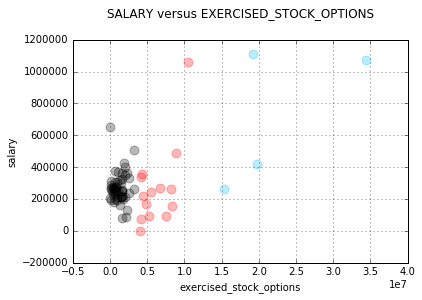 SALARY versus EXERCISED_STOCK_OPTIONS
1200000
1000000
800000
600000
400000
200000
0
−200000
salary
−0.5 0.0 0.5 1.0 1.5 2.0 2.5 3.0 3.5 4.0
1e7
exercised_stock_options